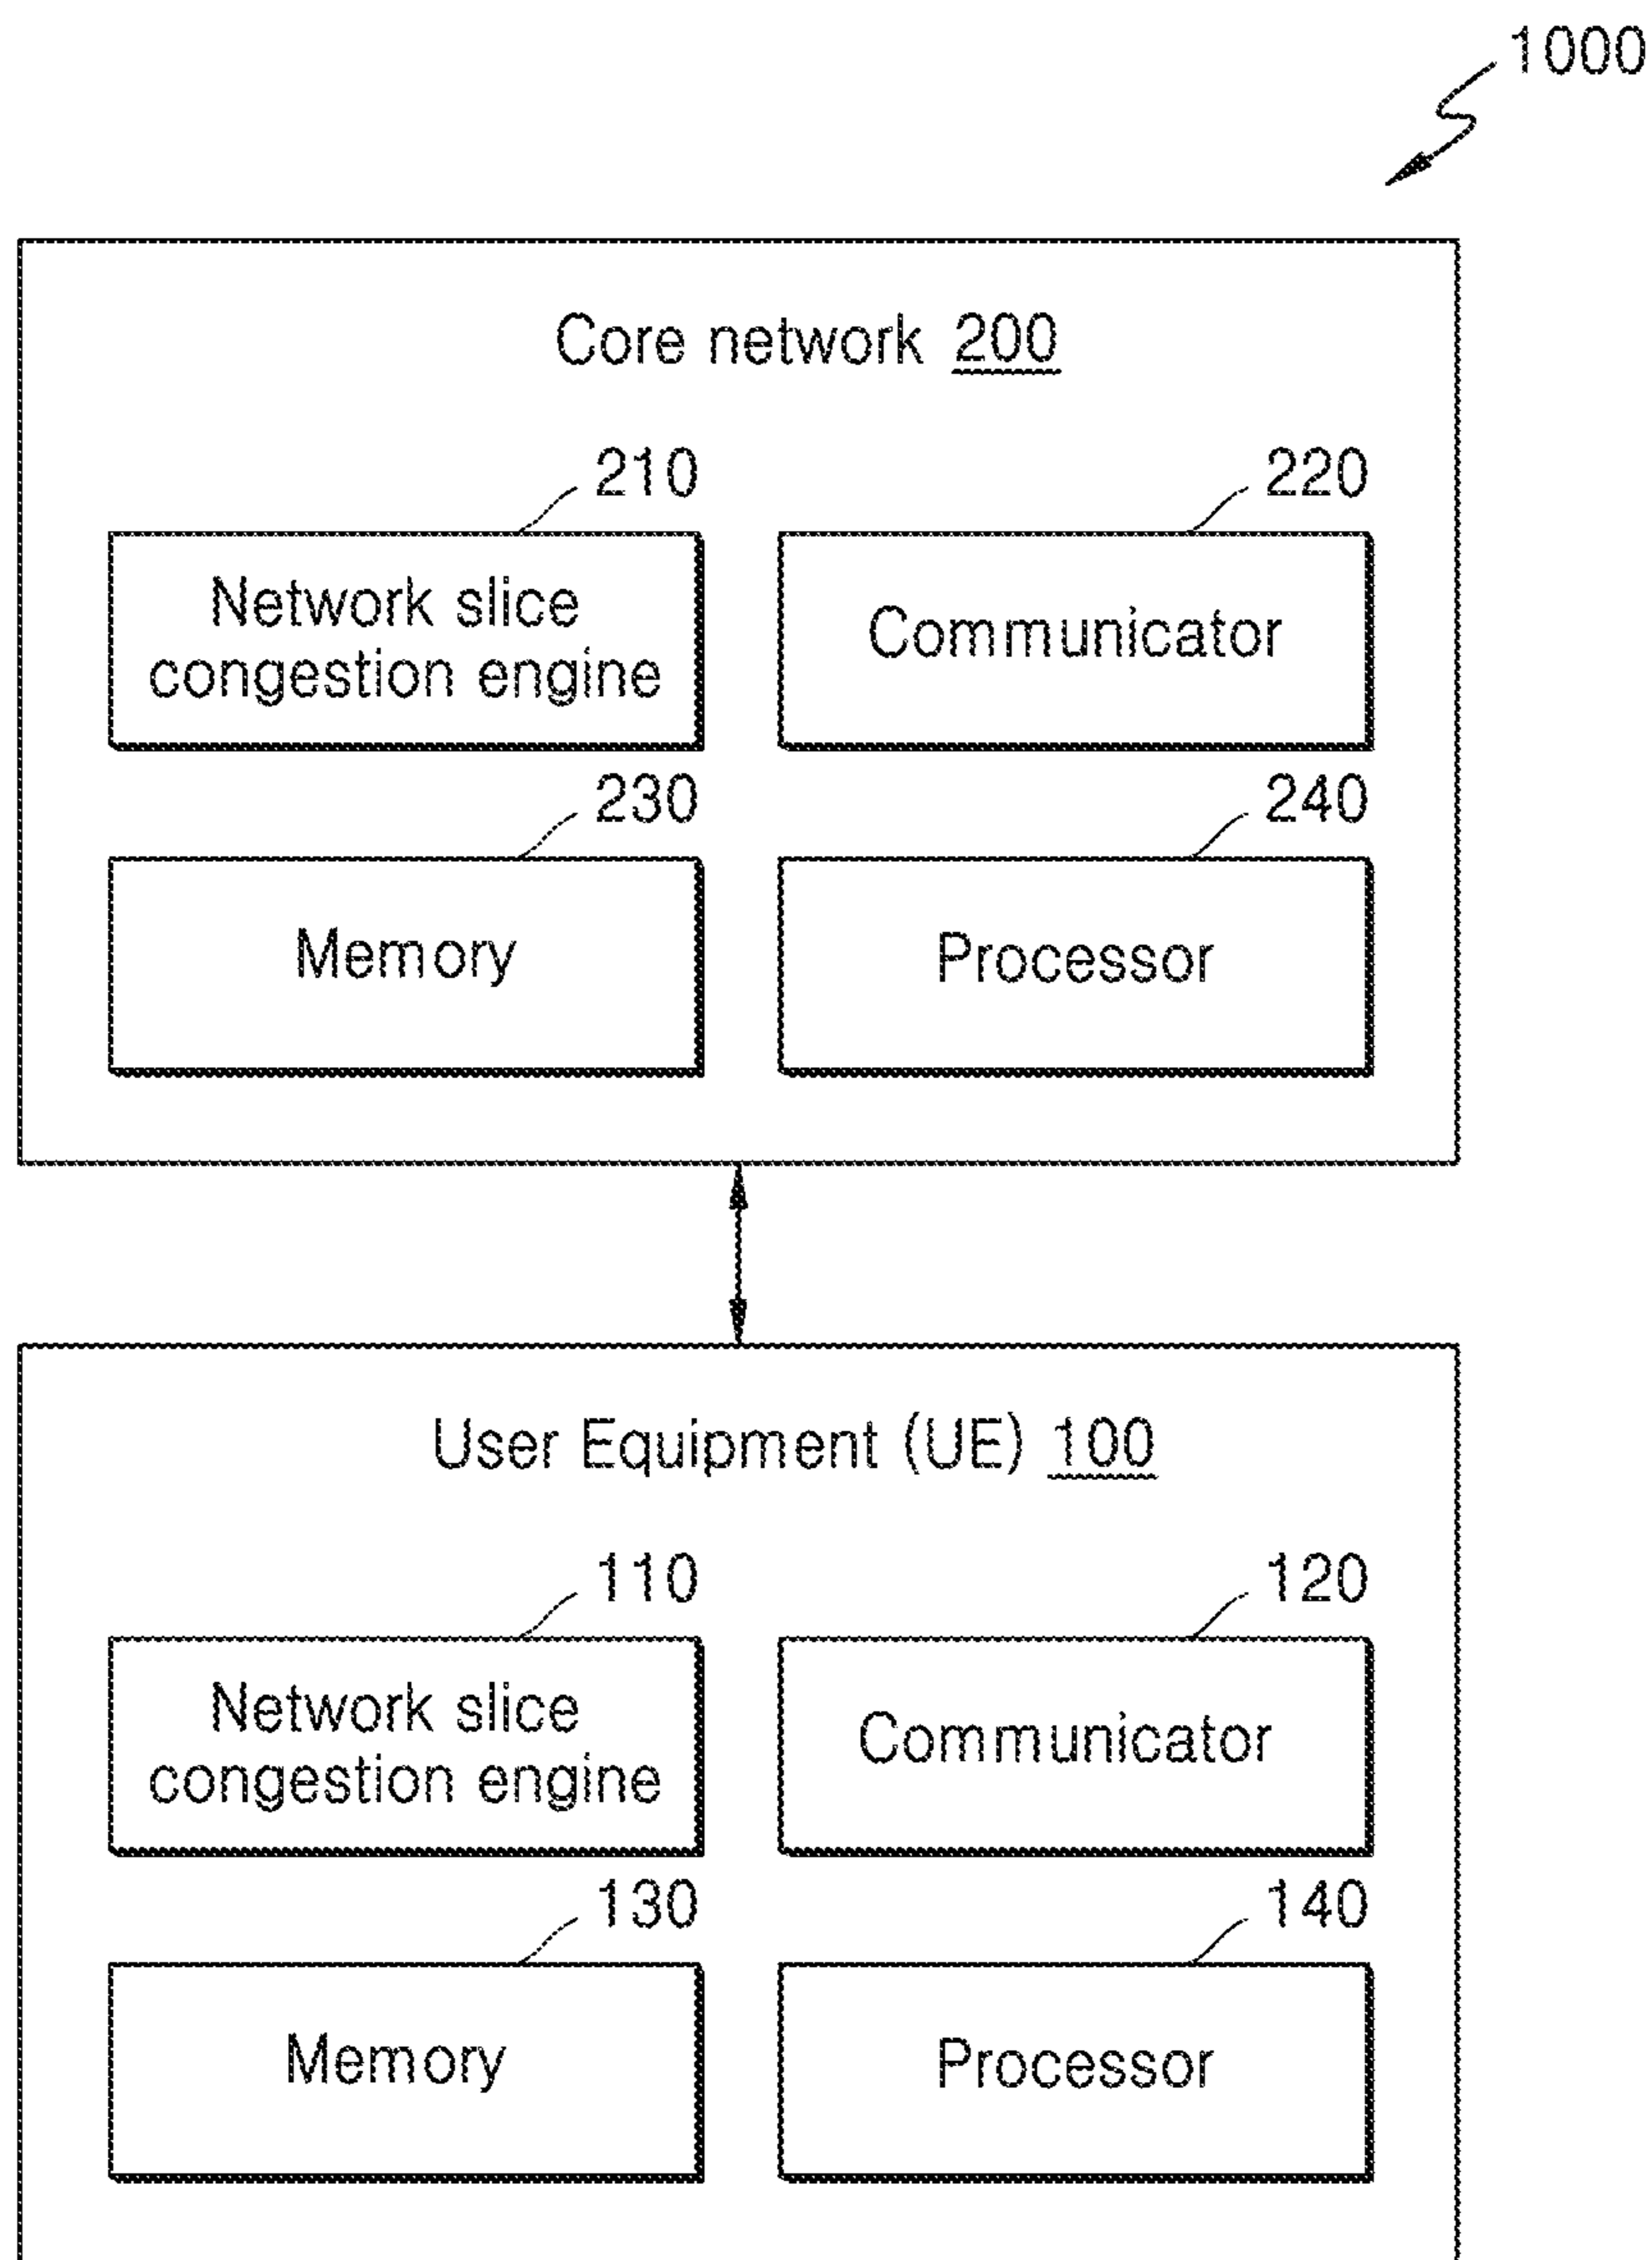 1000
Core network 200
210
220
Network slice
congestion engine
Communicator
230
240
Memory
Processor
User Equipment (UE) 100
110
120
Network slice
congestion engine
Communicator
130
140
Memory
Processor